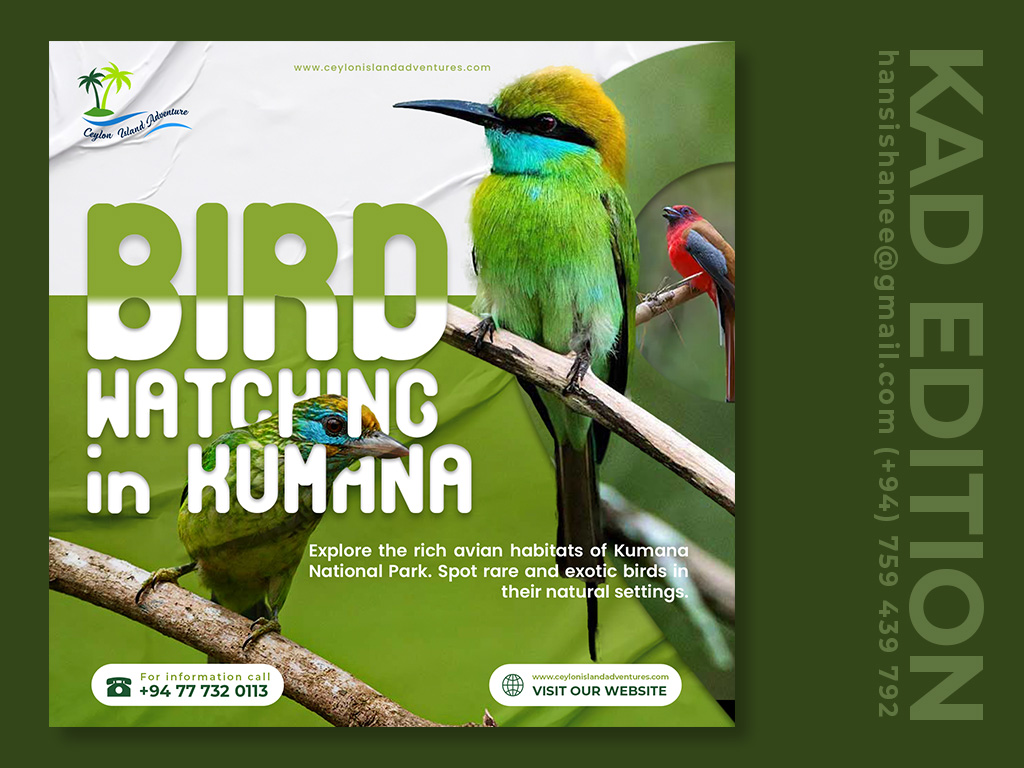 www.ceylonislandadventures.com
Ceylon Island Adventure
BIRD
WATCHING
in KUMANA
Explore the rich avian habitats of Kumana
National Park. Spot rare and exotic birds in
their natural settings.
For information call
+94 77 732 0113
www.ceylonislandadventures.com
VISIT OUR WEBSITE
KAD EDITION
hansishanee@gmail.com (+94) 759 439 792